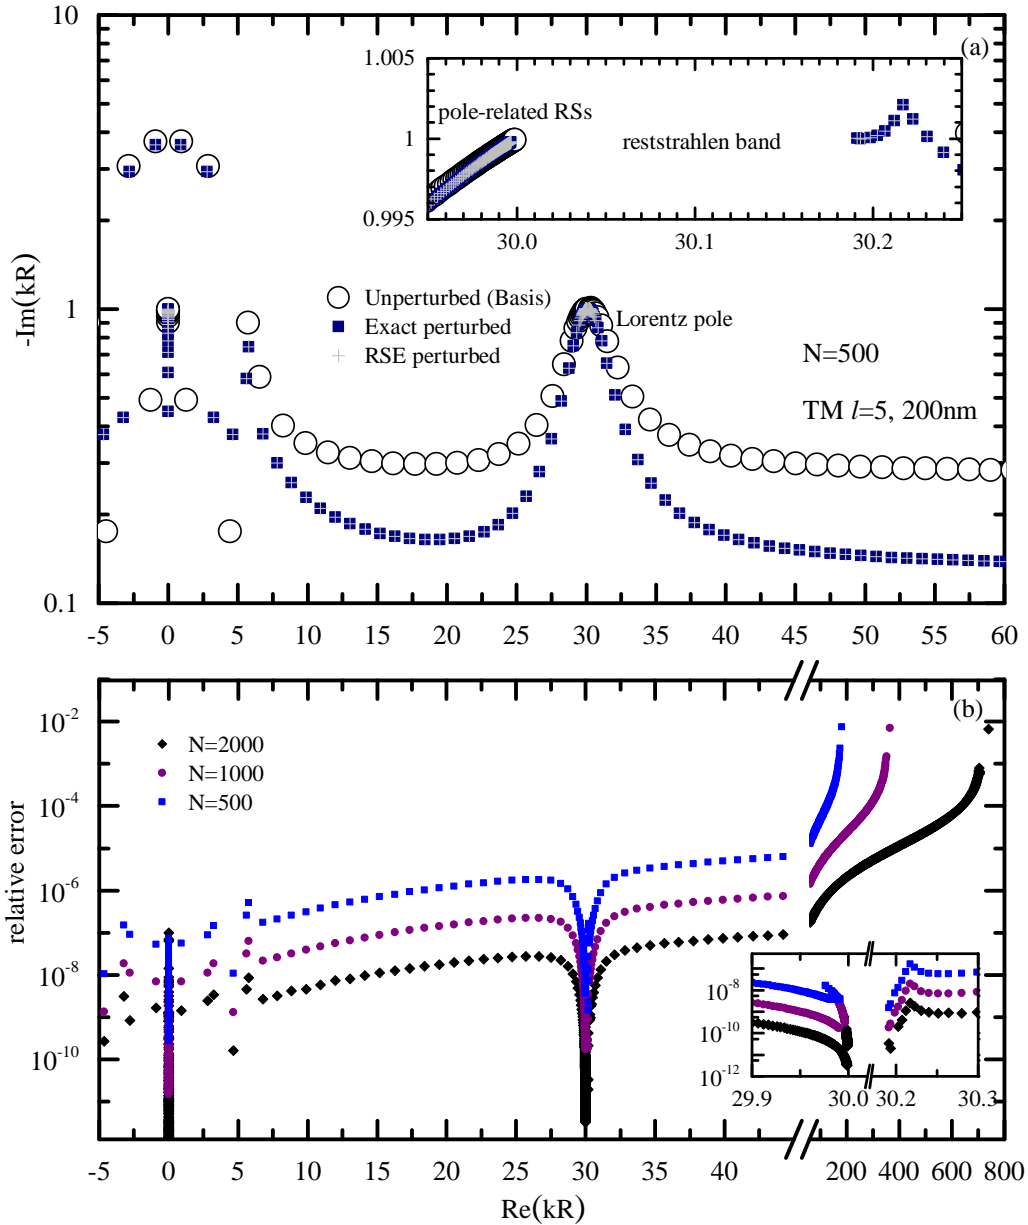 10
(a)
1.005
pole-related RSs
1
reststrahlen band
0.995
30.0 30.1 30.2
-Im(kR)
1
Unperturbed (Basis)
Exact perturbed
RSE perturbed
Lorentz pole
N=500
TM l=5, 200nm
0.1
-5 0 5 10 15 20 25 30 35 40 45 50 55 60
(b)
10^-2
N=2000
N=1000
N=500
10^-4
relative error
10^-6
10^-8
10^-10
10^-8
10^-10
10^-12
29.9 30.0 30.2 30.3
-5 0 5 10 15 20 25 30 35 40 200 400 600 800
Re(kR)